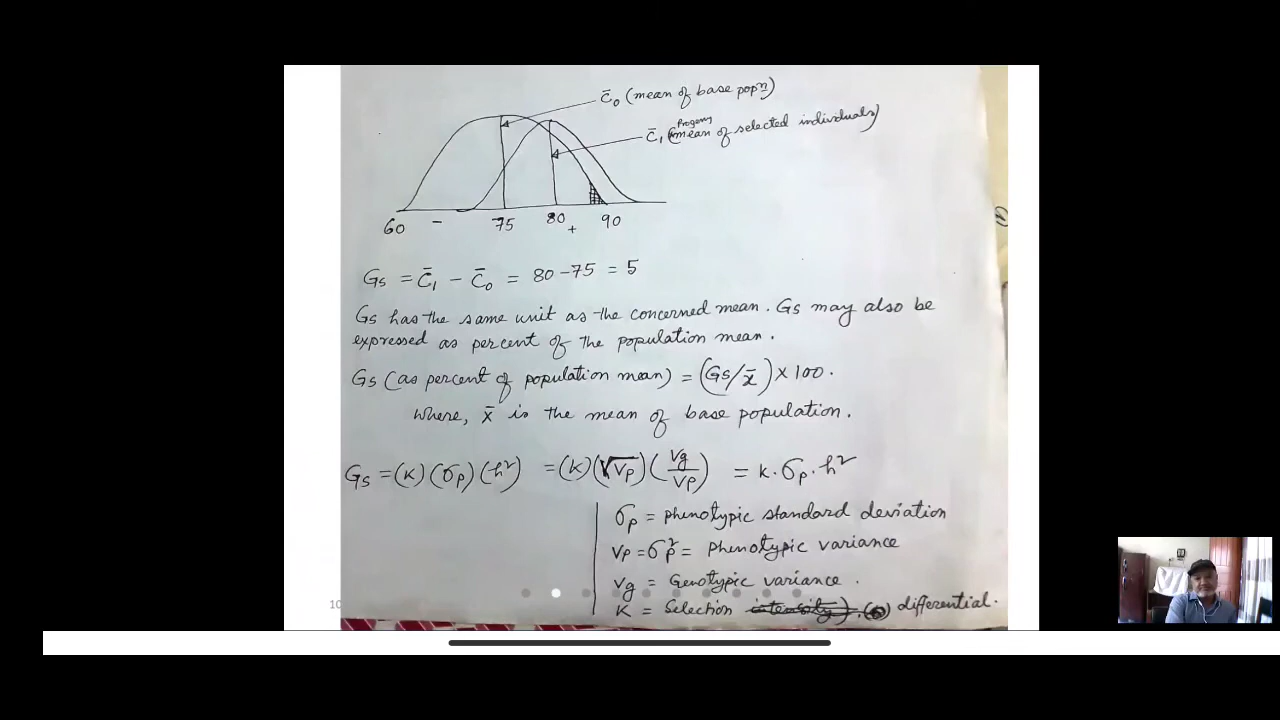 C̄₀ (mean of base popⁿ)
Progeny
C̄₁ (mean of selected individuals)
60 - 75 80 + 90
Gs = C̄₁ - C̄₀ = 80-75 = 5
Gs has the same unit as the concerned mean. Gs may also be
expressed as percent of the population mean.
Gs (as percent of population mean) = (Gs/x̄) × 100.
Where, x̄ is the mean of base population.
Gs = (K)(σp)(h²) = (K)(√Vp)(Vg/Vp) = K·σp·h²
σp = phenotypic standard deviation
Vp = σp² = Phenotypic variance
Vg = Genotypic variance.
K = Selection intensity) differential.
10